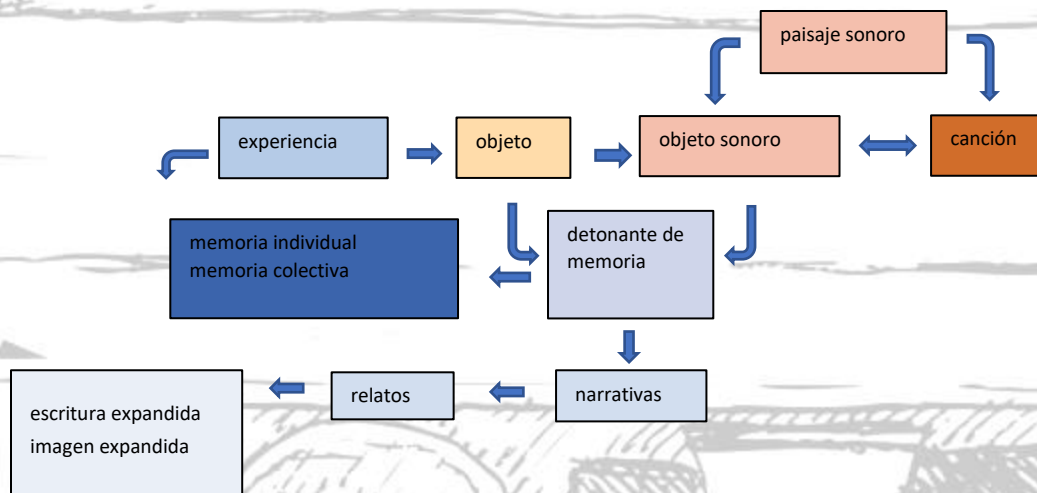 paisaje sonoro
experiencia
objeto
objeto sonoro
canción
memoria individual
memoria colectiva
detonante de
memoria
escritura expandida
imagen expandida
relatos
narrativas